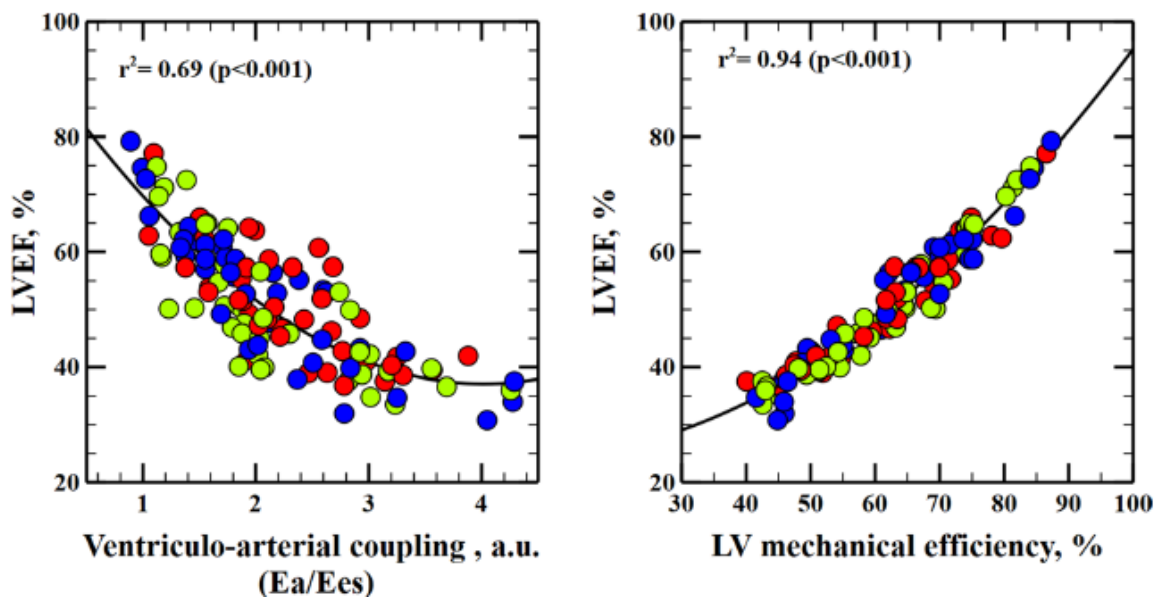 r²= 0.69 (p<0.001)
LVEF, %
100
80
60
40
20
1 2 3 4
Ventriculo-arterial coupling , a.u.
(Ea/Ees)
r²= 0.94 (p<0.001)
LVEF, %
100
80
60
40
20
30 40 50 60 70 80 90 100
LV mechanical efficiency, %